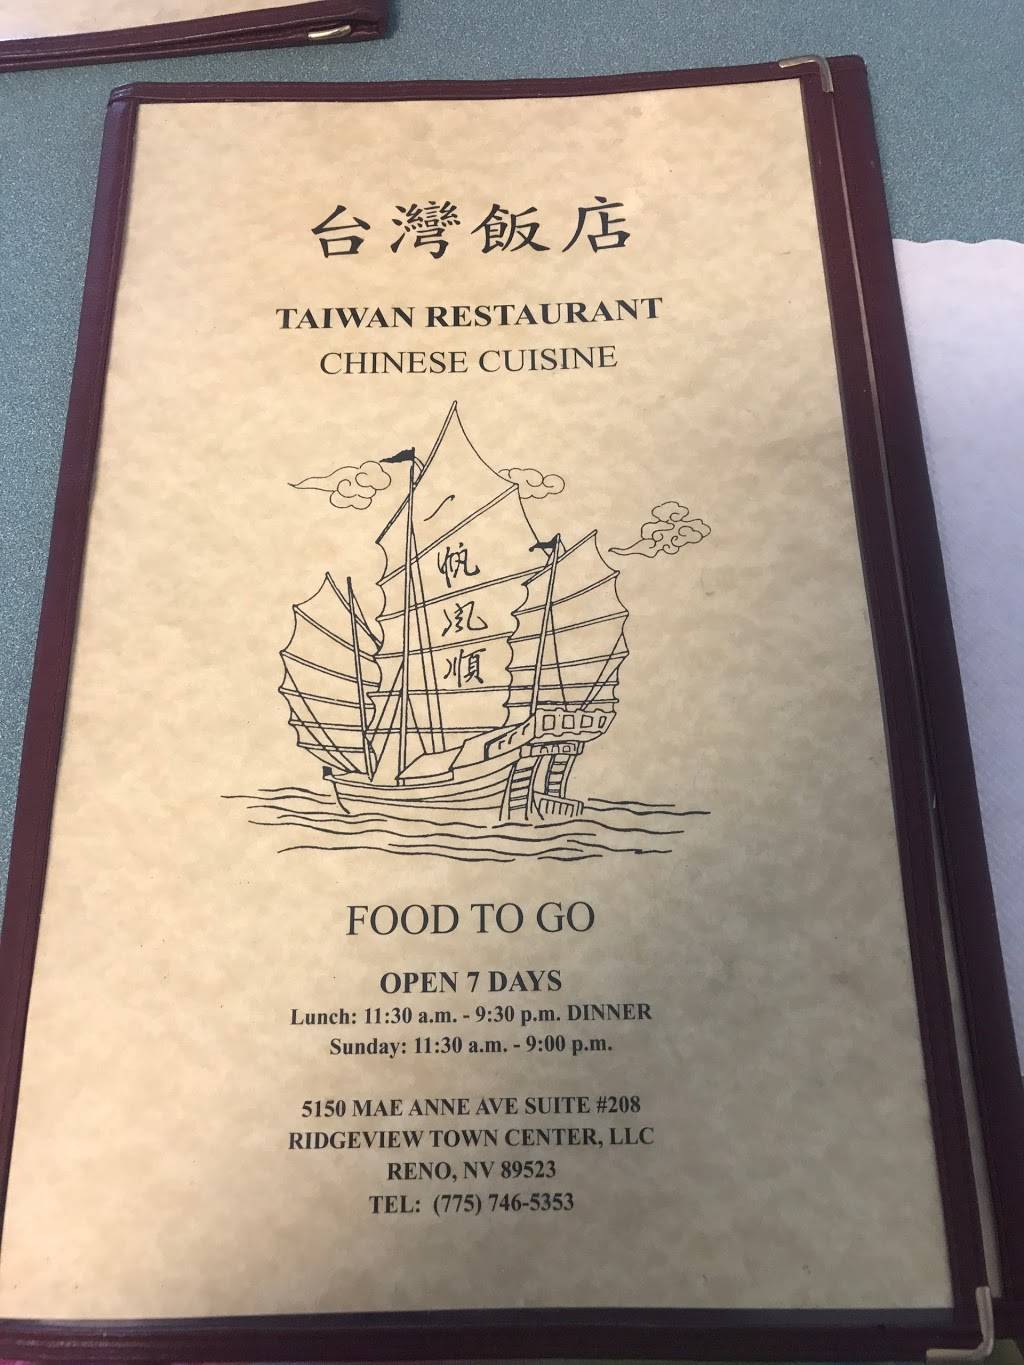 台灣飯店
TAIWAN RESTAURANT
CHINESE CUISINE
一
帆
風
順
FOOD TO GO
OPEN 7 DAYS
Lunch: 11:30 a.m. - 9:30 p.m. DINNER
Sunday: 11:30 a.m. - 9:00 p.m.
5150 MAE ANNE AVE SUITE #208
RIDGEVIEW TOWN CENTER, LLC
RENO, NV 89523
TEL: (775) 746-5353